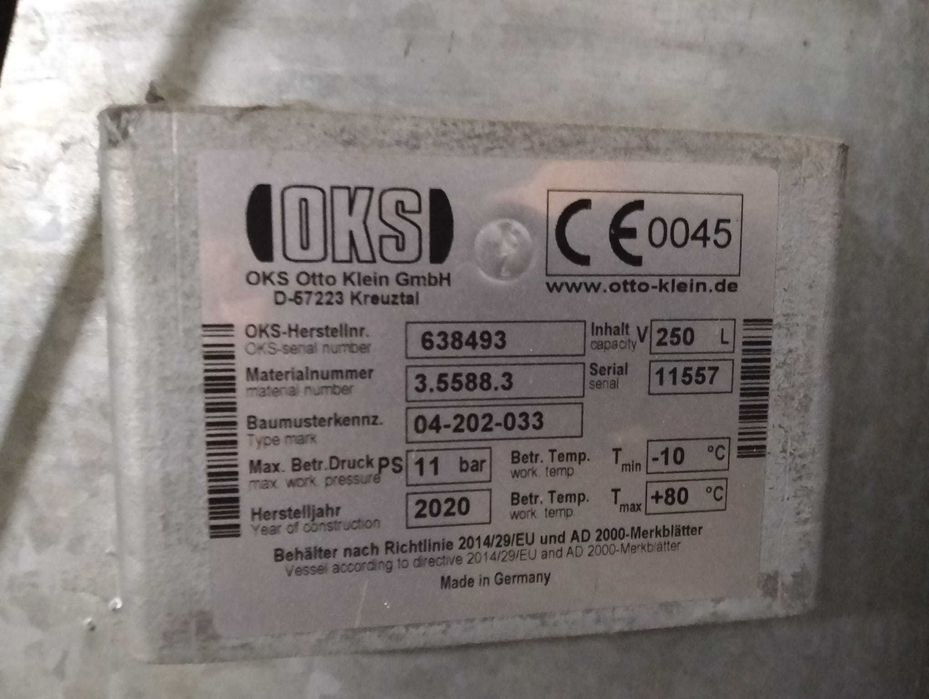 OKS
CE 0045
OKS Otto Klein GmbH
D-57223 Kreuztal
www.otto-klein.de
OKS-Herstellnr. 638493 Inhalt V 250 L
OKS-serial number capacity
Materialnummer 3.5588.3 Serial 11557
material number serial
Baumusterkennz. 04-202-033
Type mark
Max. Betr.Druck PS 11 bar Betr. Temp. Tmin -10 °C
max. work. pressure work. temp.
Herstelljahr 2020 Betr. Temp. Tmax +80 °C
Year of construction work. temp.
Behälter nach Richtlinie 2014/29/EU und AD 2000-Merkblätter
Vessel according to directive 2014/29/EU and AD 2000-Merkblätter
Made in Germany